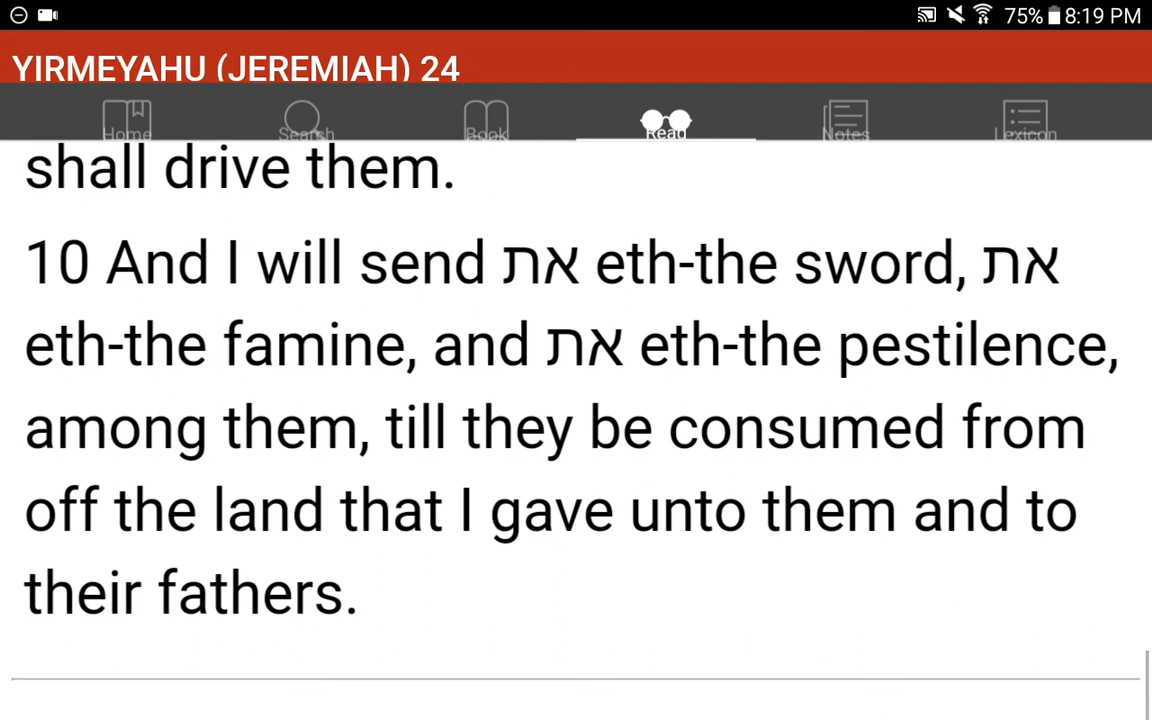 75% 8:19 PM
YIRMEYAHU (JEREMIAH) 24
Home Search Book Read Notes Lexicon
shall drive them.
10 And I will send את eth-the sword, את
eth-the famine, and את eth-the pestilence,
among them, till they be consumed from
off the land that I gave unto them and to
their fathers.